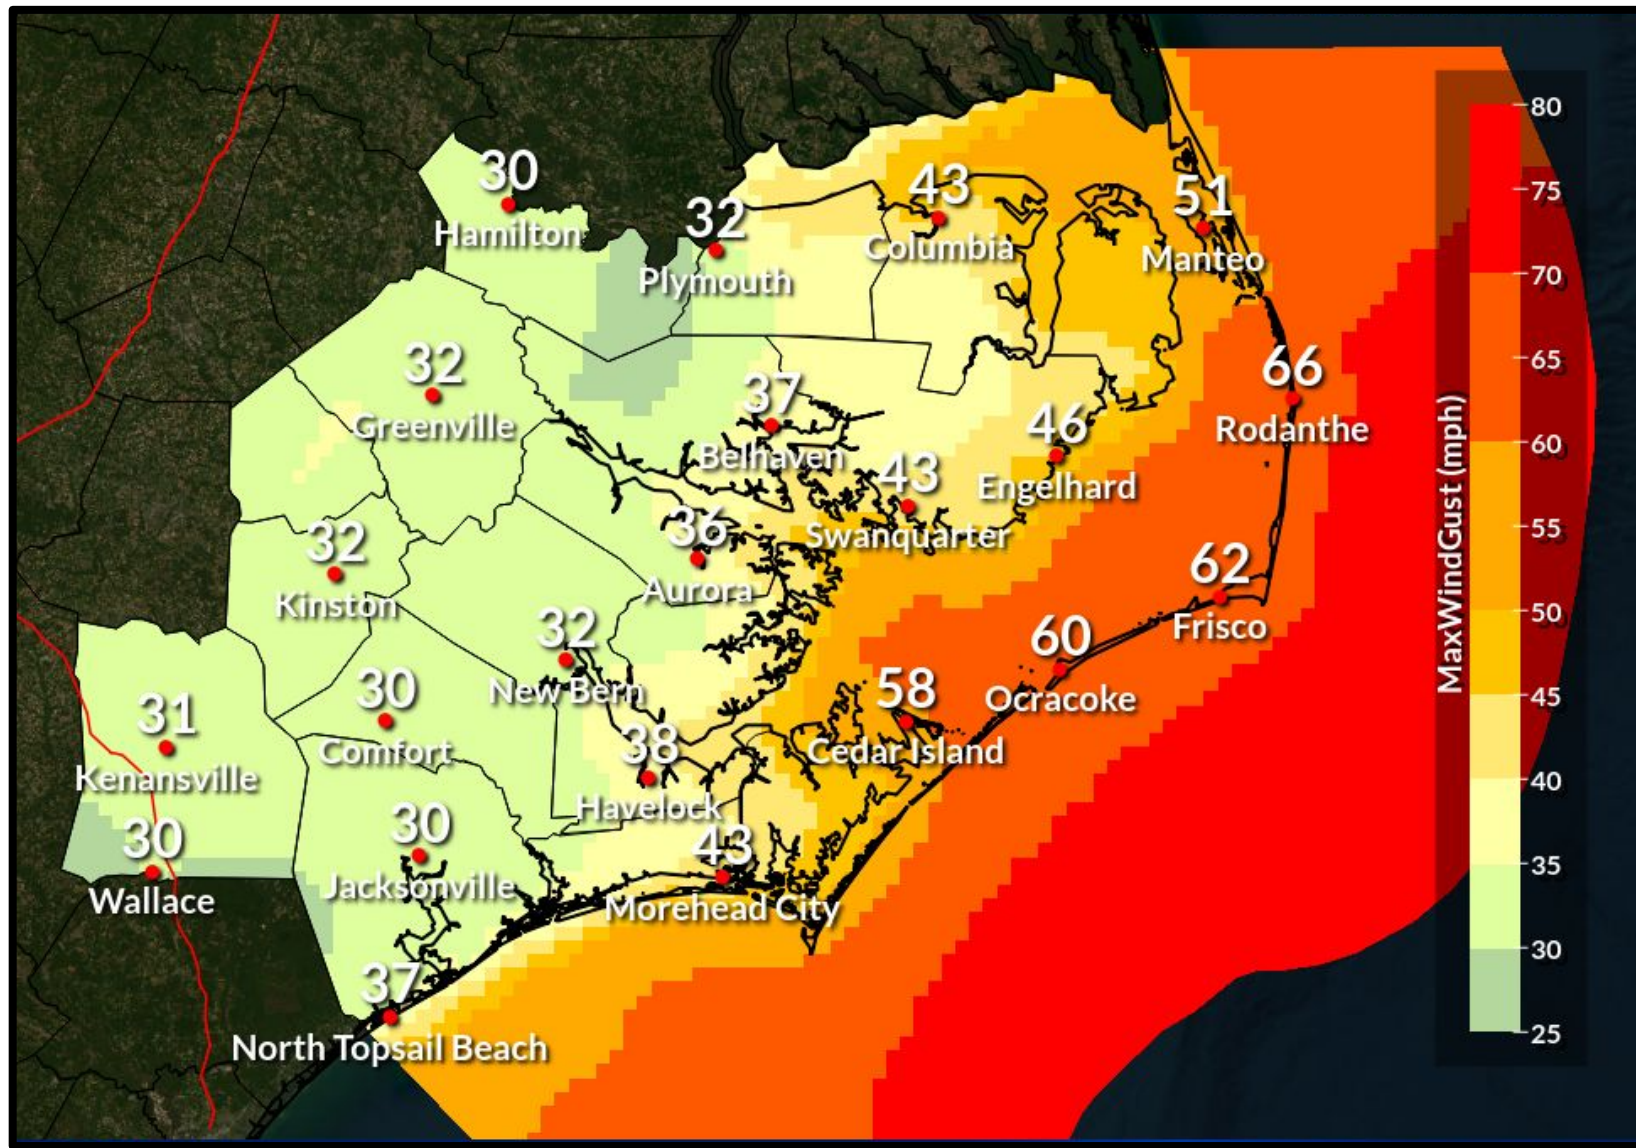 80
30
Hamilton
32
Plymouth
43
Columbia
51
Manteo
75
70
32
Greenville
37
Belhaven
46
Engelhard
66
Rodanthe
65
60
MaxWindGust (mph)
43
Swanquarter
36
Aurora
32
Kinston
55
62
Frisco
50
32
New Bern
60
Ocracoke
31
Kenansville
30
Comfort
58
Cedar Island
45
38
Havelock
40
30
Wallace
30
Jacksonville
43
Morehead City
35
30
37
North Topsail Beach
25